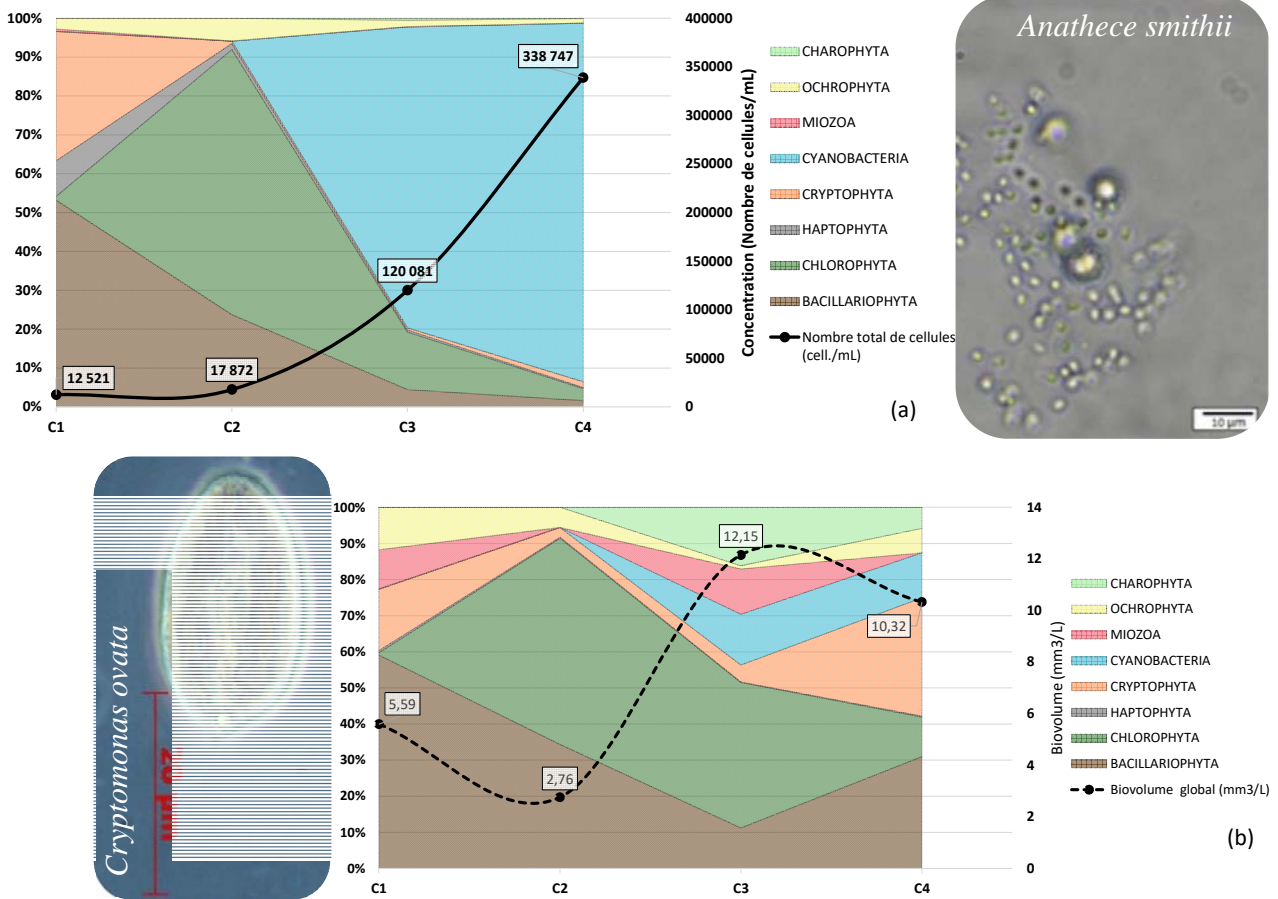 100%
90%
80%
70%
60%
50%
40%
30%
20%
10%
0%
C1
C2
C3
C4
12 521
17 872
120 081
338 747
400000
350000
300000
250000
200000
150000
100000
50000
0
Concentration (Nombre de cellules/mL)
CHAROPHYTA
OCHROPHYTA
MIOZOA
CYANOBACTERIA
CRYPTOPHYTA
HAPTOPHYTA
CHLOROPHYTA
BACILLARIOPHYTA
Nombre total de cellules
(cell./mL)
(a)
Anathece smithii
10 µm
Cryptomonas ovata
20 µm
100%
90%
80%
70%
60%
50%
40%
30%
20%
10%
0%
C1
C2
C3
C4
5,59
2,76
12,15
10,32
14
12
10
8
6
4
2
0
Biovolume (mm3/L)
CHAROPHYTA
OCHROPHYTA
MIOZOA
CYANOBACTERIA
CRYPTOPHYTA
HAPTOPHYTA
CHLOROPHYTA
BACILLARIOPHYTA
Biovolume global (mm3/L)
(b)